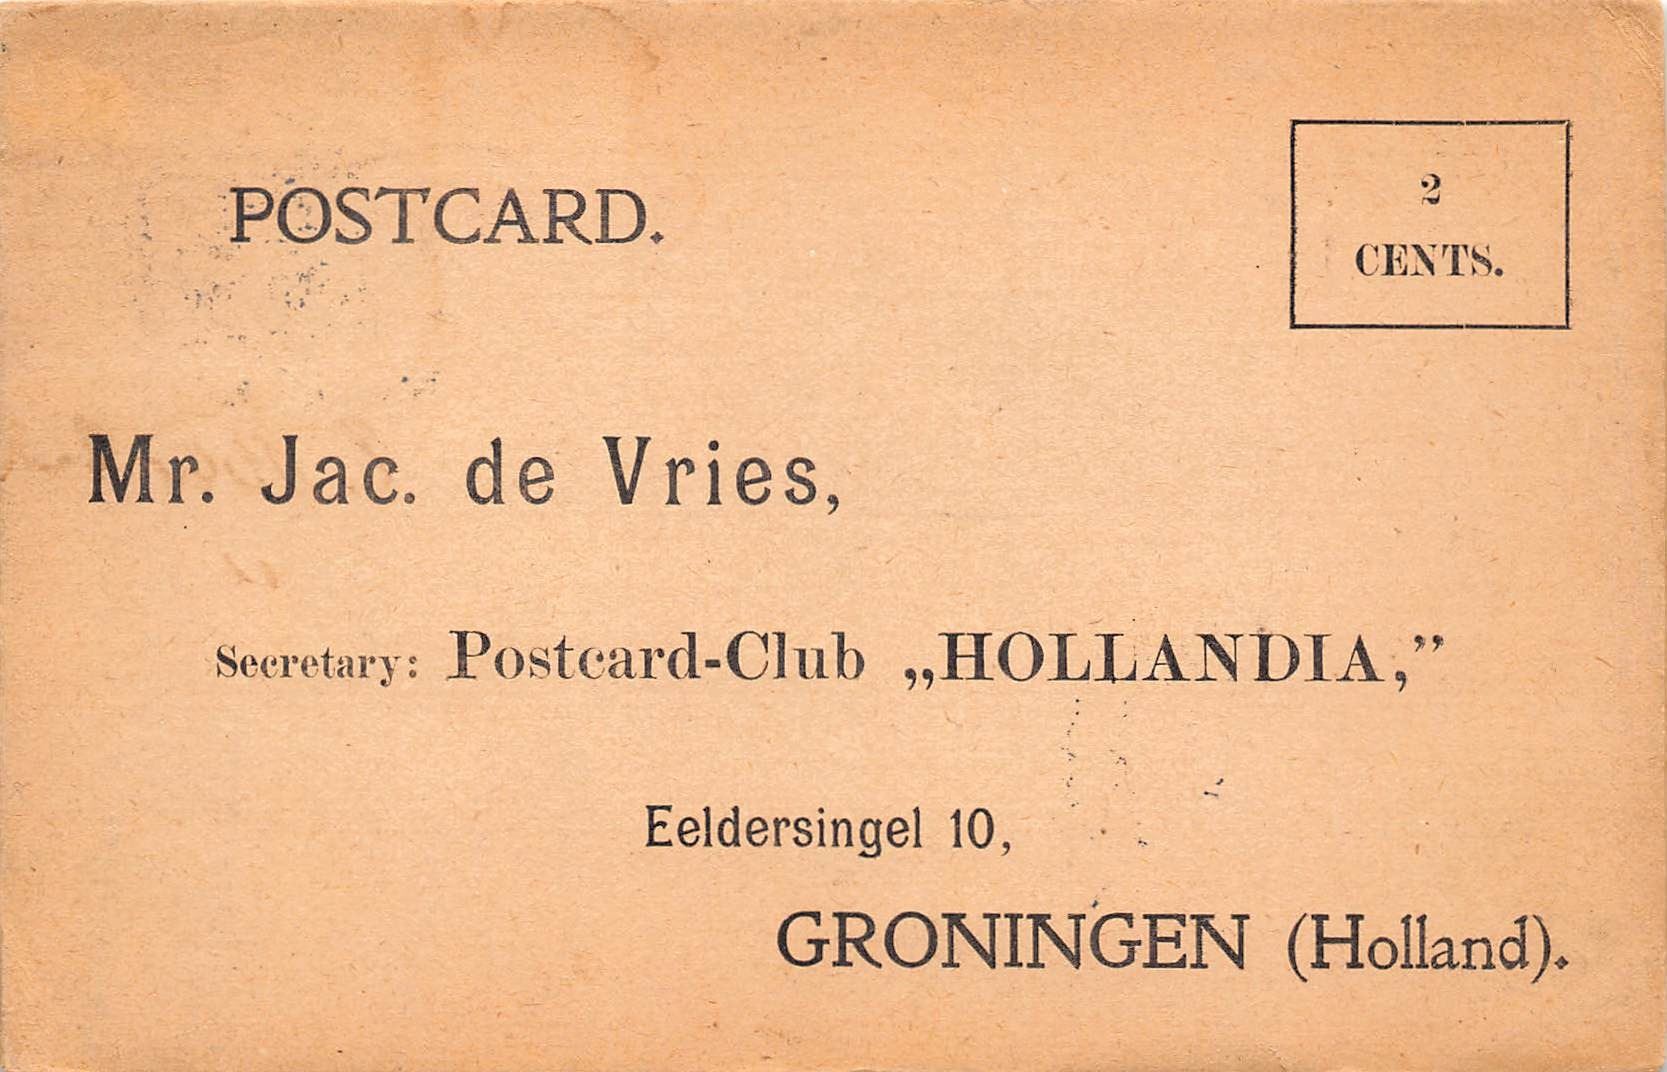 POSTCARD.
2
CENTS.
Mr. Jac. de Vries,
Secretary: Postcard-Club „HOLLANDIA,”
Eeldersingel 10,
GRONINGEN (Holland).